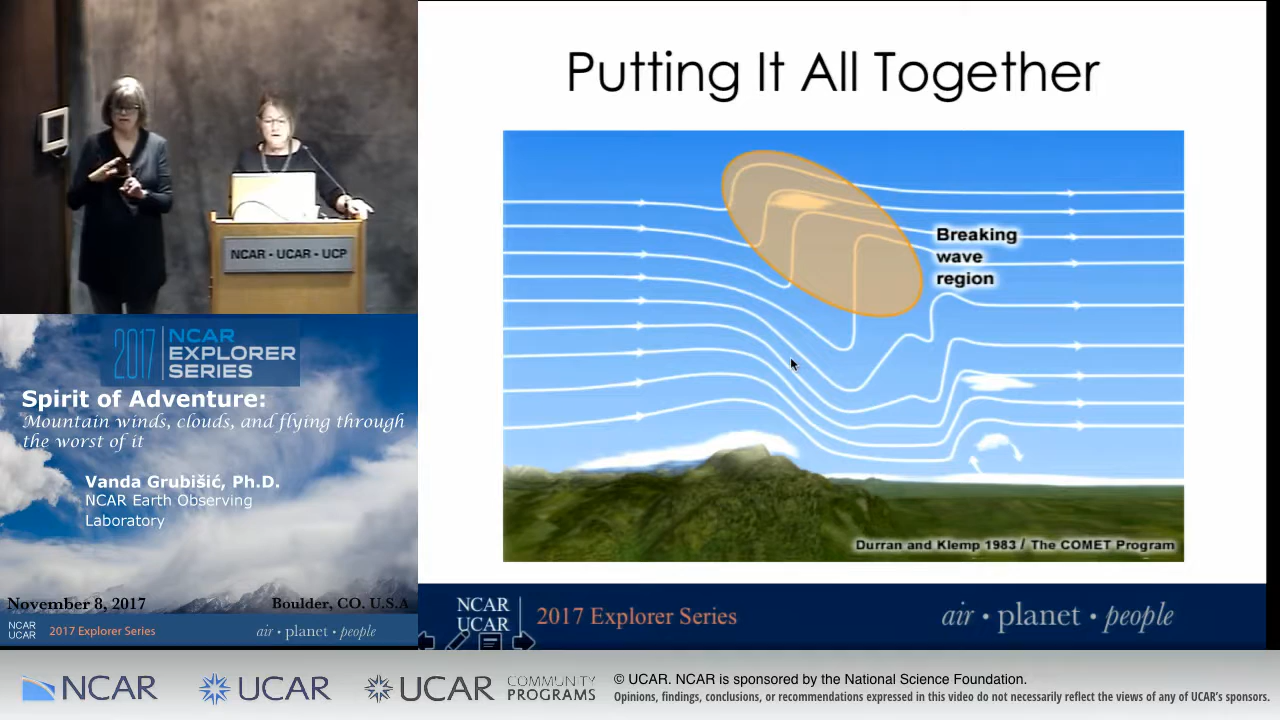 NCAR • UCAR • UCP
2017
NCAR
EXPLORER
SERIES
Spirit of Adventure:
Mountain winds, clouds, and flying through
the worst of it
Vanda Grubišić, Ph.D.
NCAR Earth Observing
Laboratory
November 8, 2017
Boulder, CO. U.S.A
NCAR
UCAR
2017 Explorer Series
air • planet • people
Putting It All Together
Breaking
wave
region
Durran and Klemp 1983 / The COMET Program
NCAR
UCAR
2017 Explorer Series
air • planet • people
NCAR
UCAR
UCAR
COMMUNITY
PROGRAMS
© UCAR. NCAR is sponsored by the National Science Foundation.
Opinions, findings, conclusions, or recommendations expressed in this video do not necessarily reflect the views of any of UCAR's sponsors.